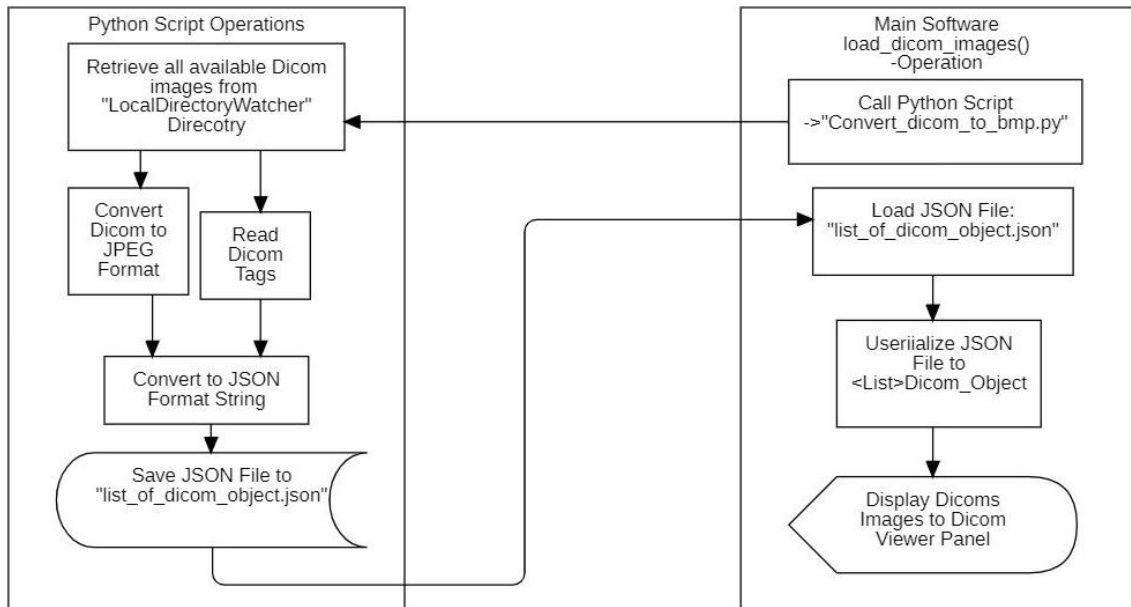 Python Script Operations
Retrieve all available Dicom
images from
"LocalDirectoryWatcher"
Direcotry
Convert
Dicom to
JPEG
Format
Read
Dicom
Tags
Convert to JSON
Format String
Save JSON File to
"list_of_dicom_object.json"
Main Software
load_dicom_images()
-Operation
Call Python Script
->"Convert_dicom_to_bmp.py"
Load JSON File:
"list_of_dicom_object.json"
Useriialize JSON
File to
<List>Dicom_Object
Display Dicoms
Images to Dicom
Viewer Panel